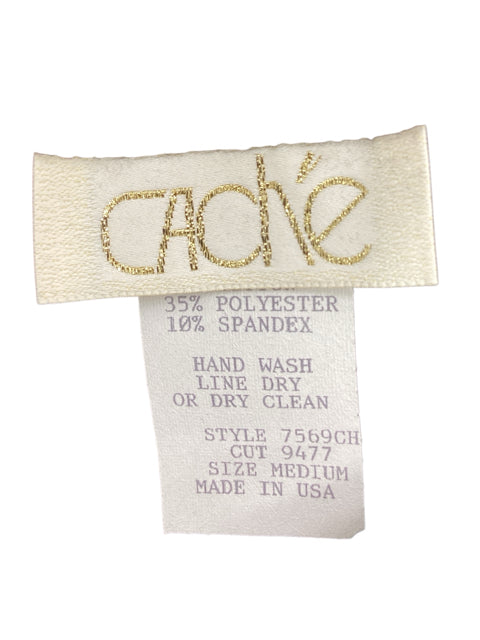 caché
35% POLYESTER
10% SPANDEX
HAND WASH
LINE DRY
OR DRY CLEAN
STYLE 7569CH
CUT 9477
SIZE MEDIUM
MADE IN USA